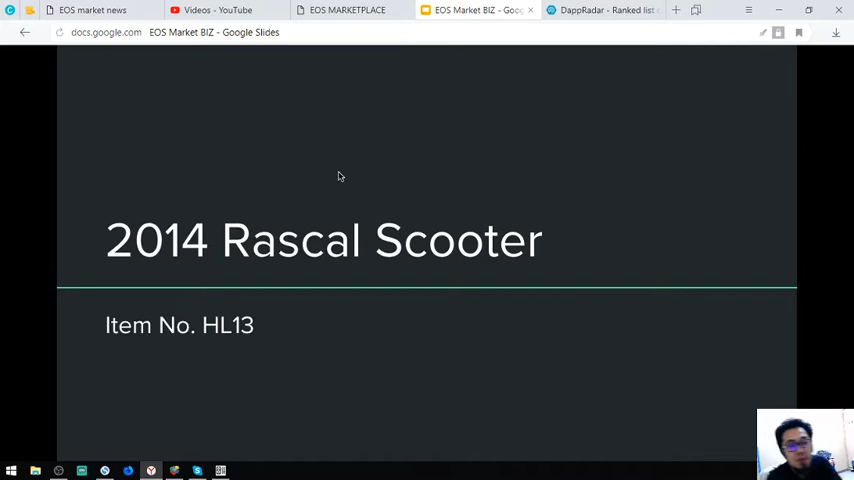 EOS market news
Videos - YouTube
EOS MARKETPLACE
EOS Market BIZ - Goog
DappRadar - Ranked list
docs.google.com EOS Market BIZ - Google Slides
2014 Rascal Scooter
Item No. HL13